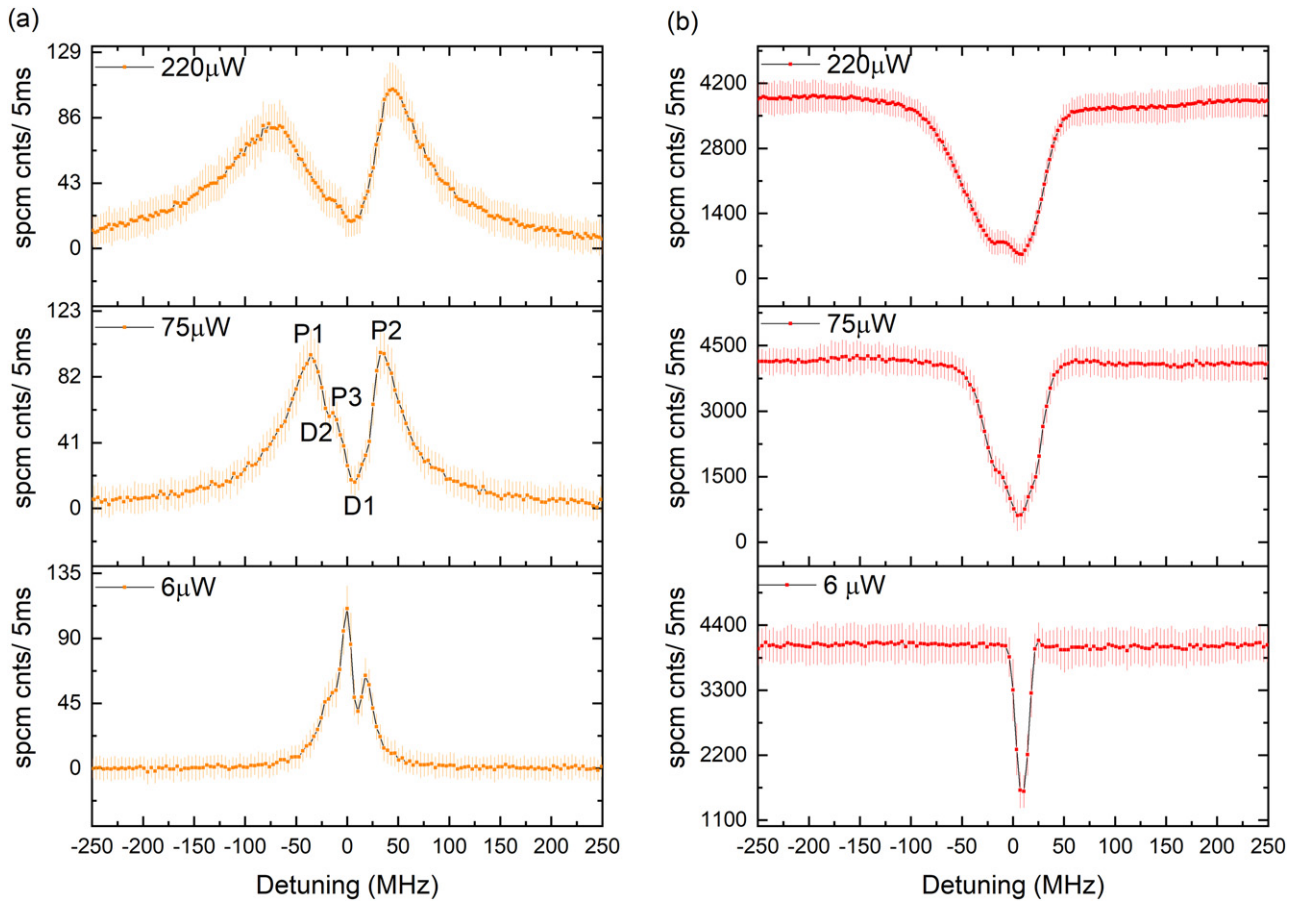 (a)
129
86
43
0
spcm cnts/ 5ms
220μW
123
82
41
0
spcm cnts/ 5ms
75μW
P1
P2
P3
D2
D1
135
90
45
0
spcm cnts/ 5ms
6μW
-250 -200 -150 -100 -50 0 50 100 150 200 250
Detuning (MHz)
(b)
4200
2800
1400
0
spcm cnts/ 5ms
220μW
4500
3000
1500
0
spcm cnts/ 5ms
75μW
4400
3300
2200
1100
spcm cnts/ 5ms
6 μW
-250 -200 -150 -100 -50 0 50 100 150 200 250
Detuning (MHz)